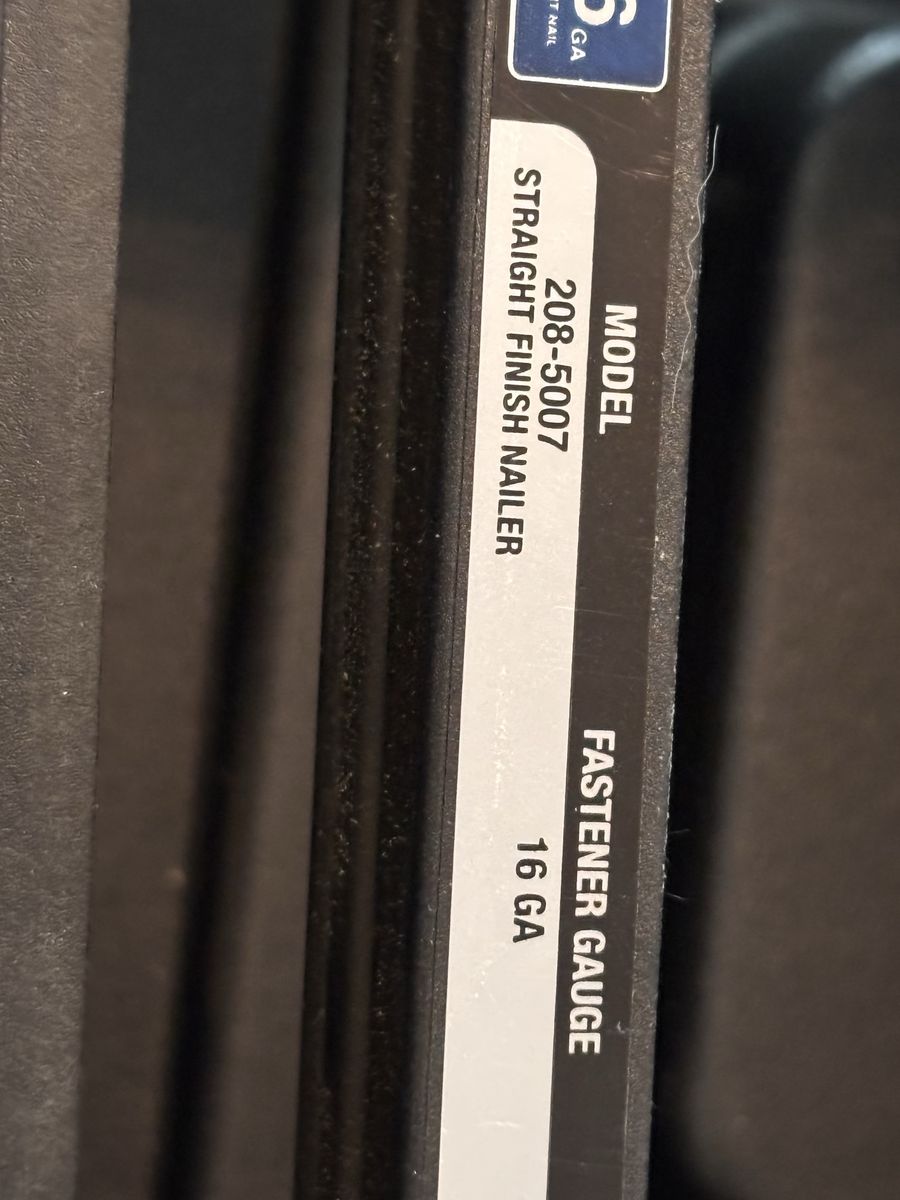 GA
MODEL
208-5007
STRAIGHT FINISH NAILER
FASTENER GAUGE
16 GA